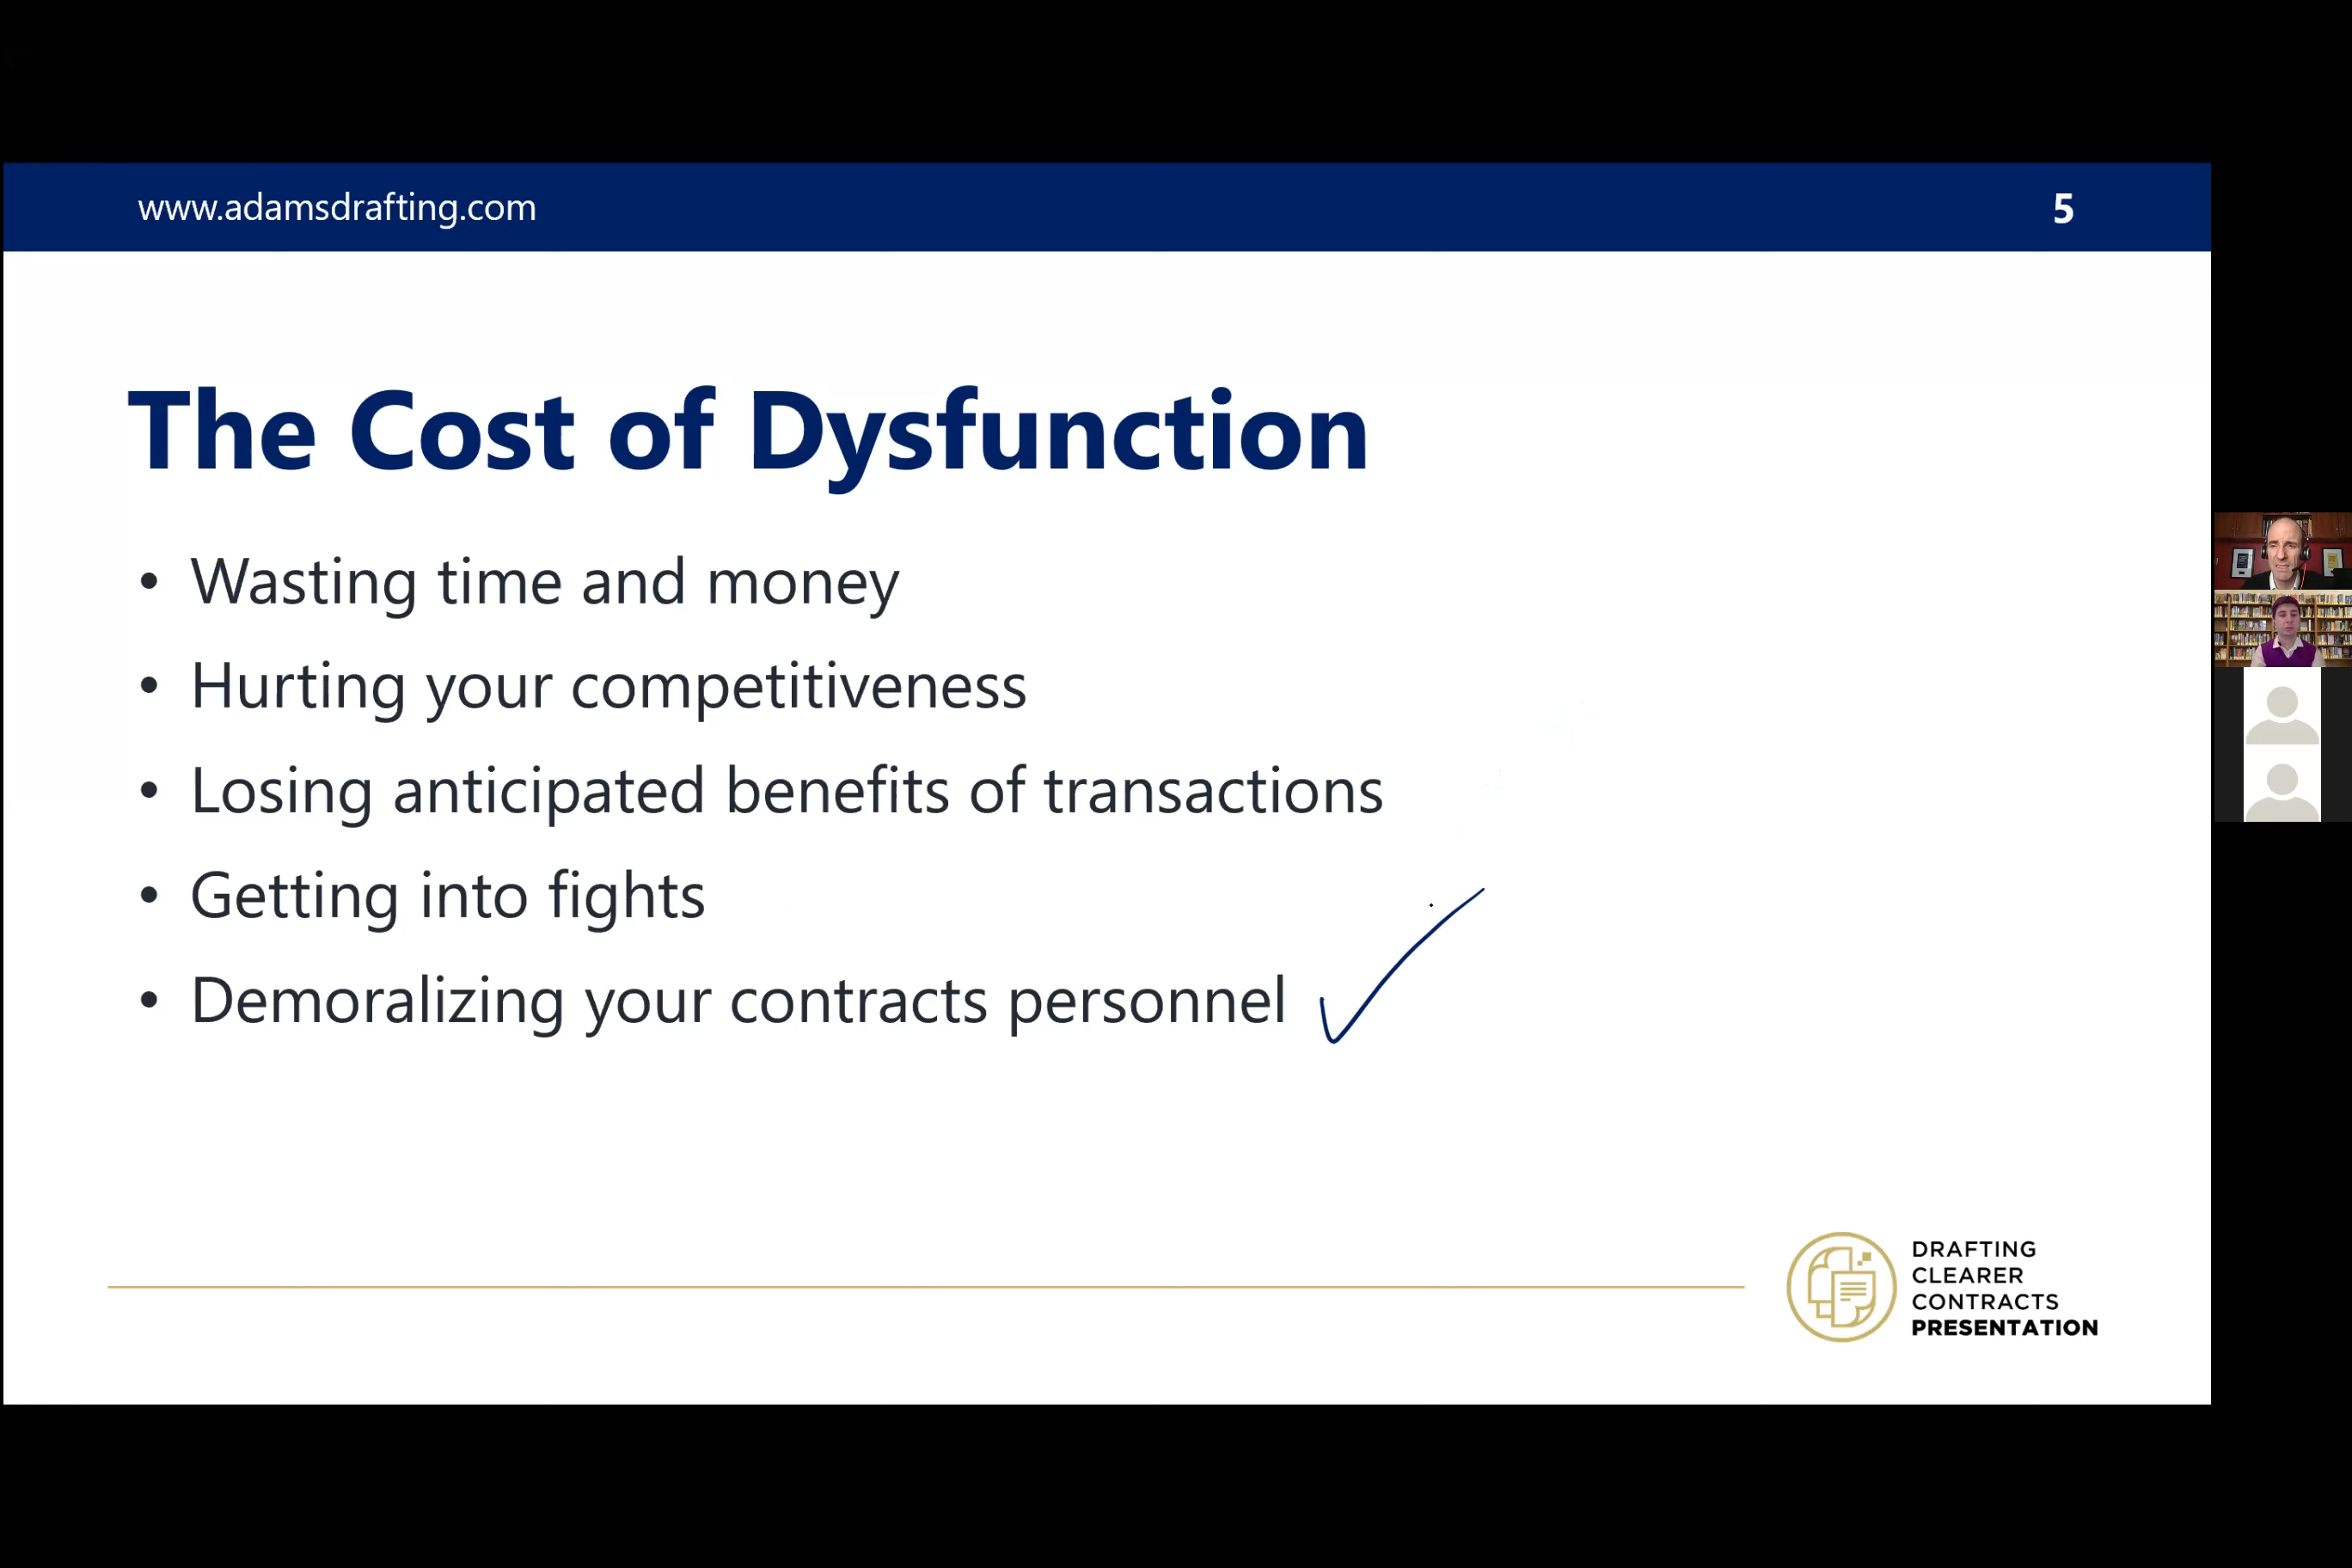 www.adamsdrafting.com
5
The Cost of Dysfunction
• Wasting time and money
• Hurting your competitiveness
• Losing anticipated benefits of transactions
• Getting into fights
• Demoralizing your contracts personnel
DRAFTING
CLEARER
CONTRACTS
PRESENTATION